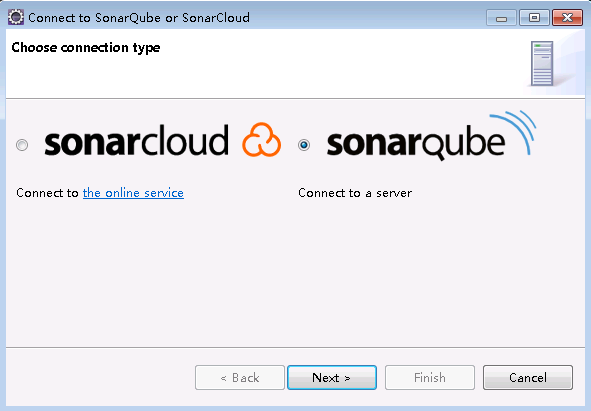 Connect to SonarQube or SonarCloud
Choose connection type
sonarcloud
sonarqube
Connect to the online service
Connect to a server
< Back
Next >
Finish
Cancel